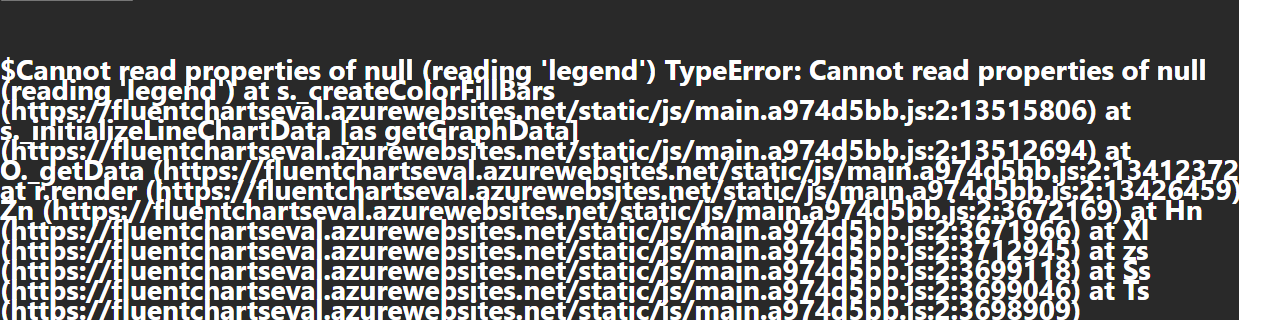 $Cannot read properties of null (reading 'legend') TypeError: Cannot read properties of null
(reading 'legend') at s._createColorFillBars
(https://fluentchartseval.azurewebsites.net/static/js/main.a974d5bb.js:2:13515806) at
s._initializeLineChartData [as getGraphData]
(https://fluentchartseval.azurewebsites.net/static/js/main.a974d5bb.js:2:13512694) at
O._getData (https://fluentchartseval.azurewebsites.net/static/js/main.a974d5bb.js:2:13412372
at r.render (https://fluentchartseval.azurewebsites.net/static/js/main.a974d5bb.js:2:13426459)
Zn (https://fluentchartseval.azurewebsites.net/static/js/main.a974d5bb.js:2:3672169) at Hn
(https://fluentchartseval.azurewebsites.net/static/js/main.a974d5bb.js:2:3671966) at Xl
(https://fluentchartseval.azurewebsites.net/static/js/main.a974d5bb.js:2:3712945) at zs
(https://fluentchartseval.azurewebsites.net/static/js/main.a974d5bb.js:2:3699118) at Ss
(https://fluentchartseval.azurewebsites.net/static/js/main.a974d5bb.js:2:3699046) at Ts
(https://fluentchartseval.azurewebsites.net/static/js/main.a974d5bb.js:2:3698909)